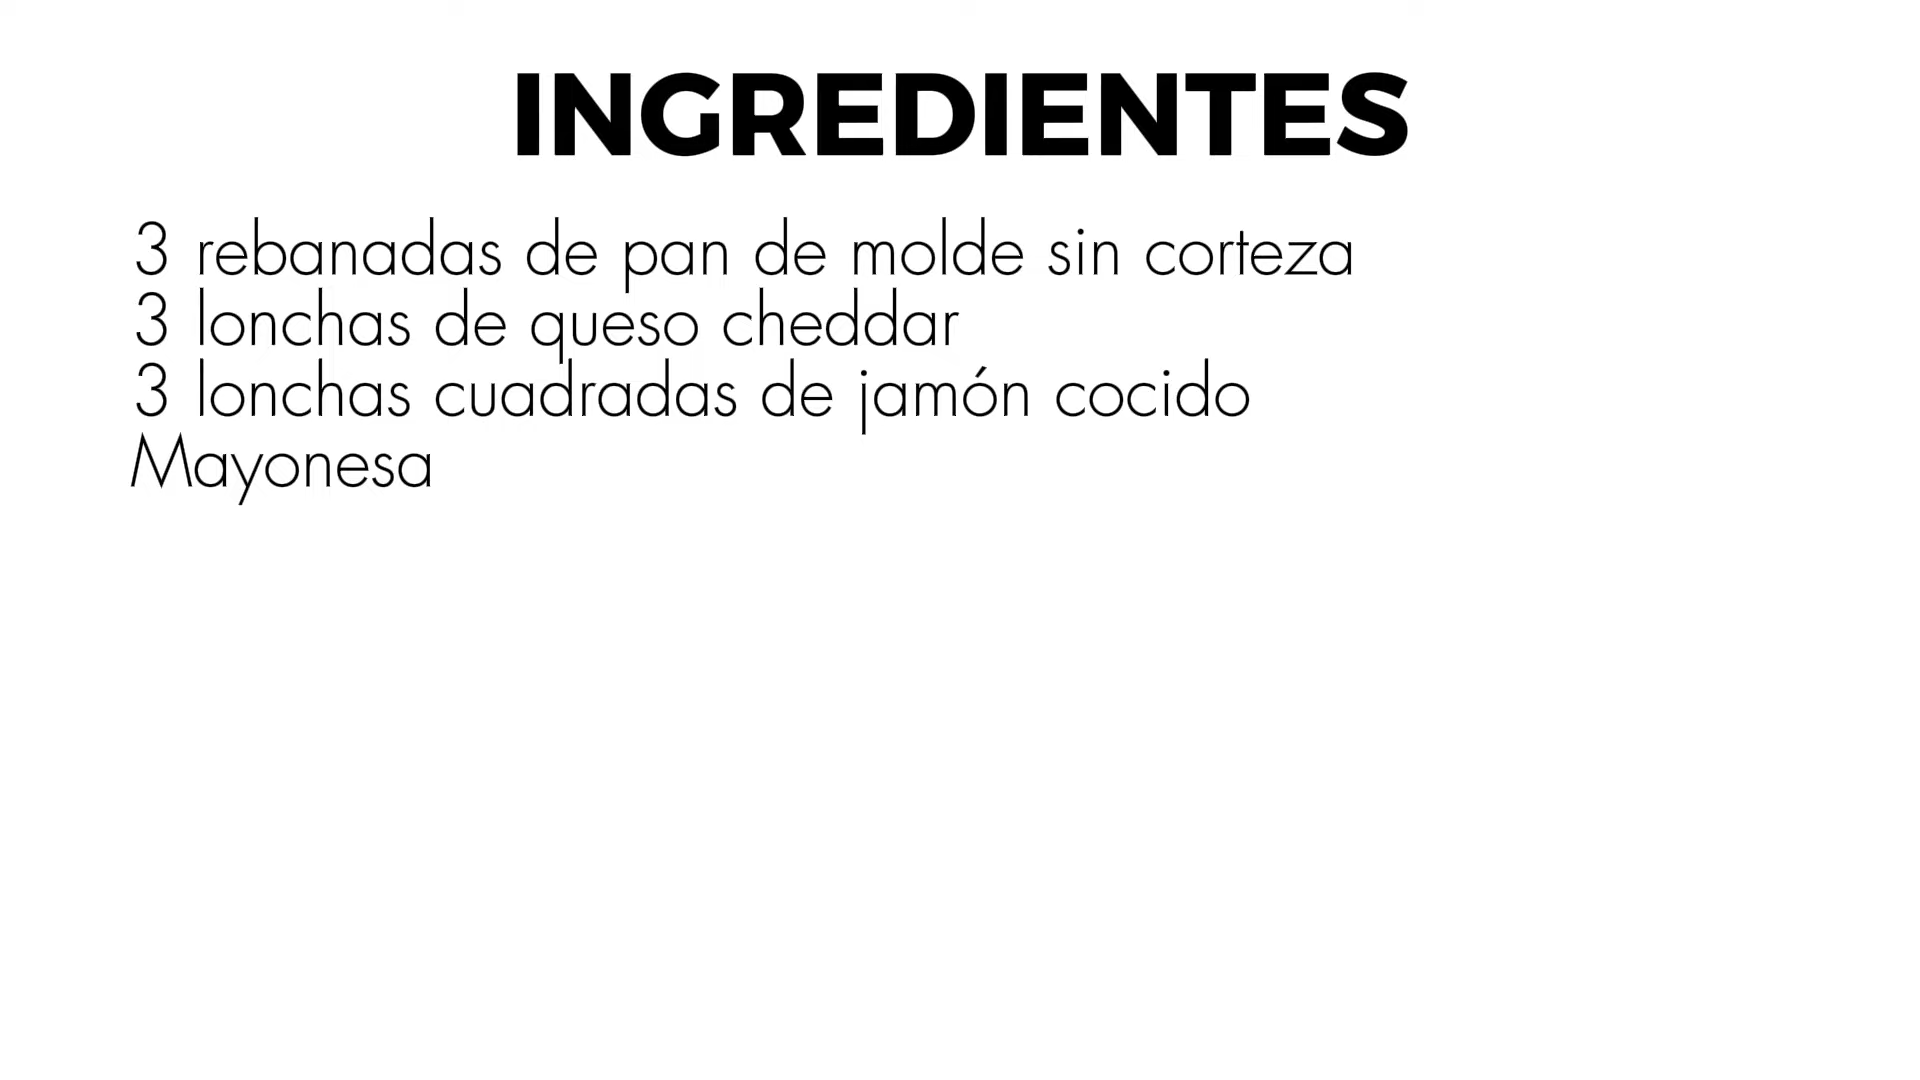 INGREDIENTES
3 rebanadas de pan de molde sin corteza
3 lonchas de queso cheddar
3 lonchas cuadradas de jamón cocido
Mayonesa